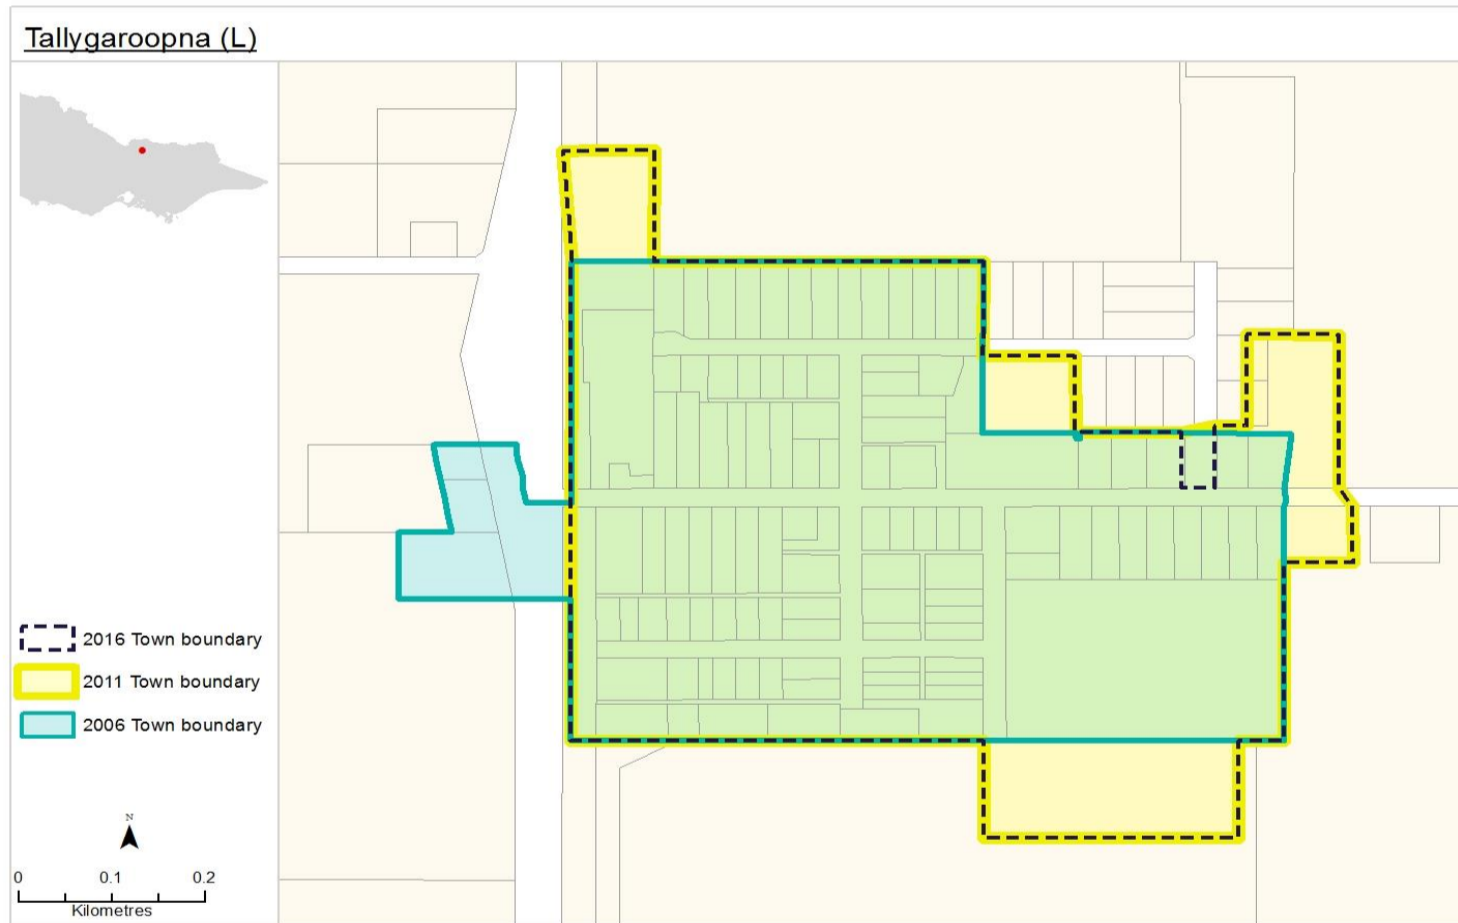 Tallygaroopna (L)
2016 Town boundary
2011 Town boundary
2006 Town boundary
N
0 0.1 0.2
Kilometres